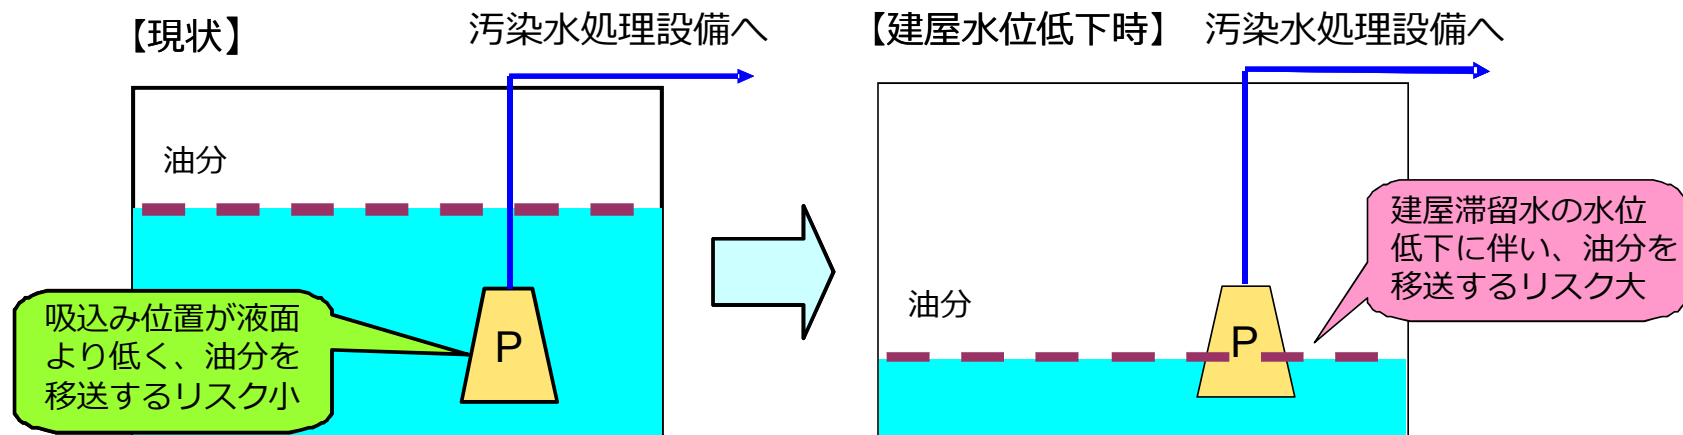 【現状】
汚染水処理設備へ
油分
吸込み位置が液面
より低く、油分を
移送するリスク小
P
【建屋水位低下時】
汚染水処理設備へ
油分
P
建屋滞留水の水位
低下に伴い、油分を
移送するリスク大